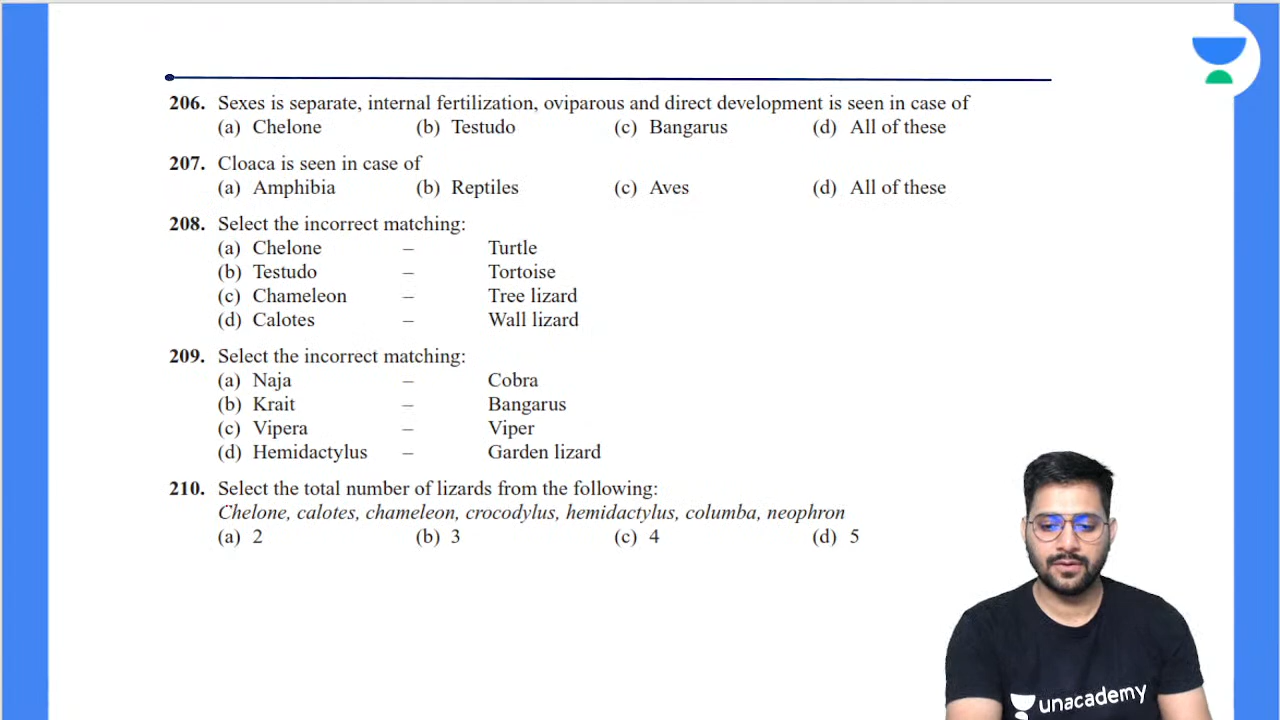 206. Sexes is separate, internal fertilization, oviparous and direct development is seen in case of
(a) Chelone (b) Testudo (c) Bangarus (d) All of these
207. Cloaca is seen in case of
(a) Amphibia (b) Reptiles (c) Aves (d) All of these
208. Select the incorrect matching:
(a) Chelone – Turtle
(b) Testudo – Tortoise
(c) Chameleon – Tree lizard
(d) Calotes – Wall lizard
209. Select the incorrect matching:
(a) Naja – Cobra
(b) Krait – Bangarus
(c) Vipera – Viper
(d) Hemidactylus – Garden lizard
210. Select the total number of lizards from the following:
Chelone, calotes, chameleon, crocodylus, hemidactylus, columba, neophron
(a) 2 (b) 3 (c) 4 (d) 5
unacademy